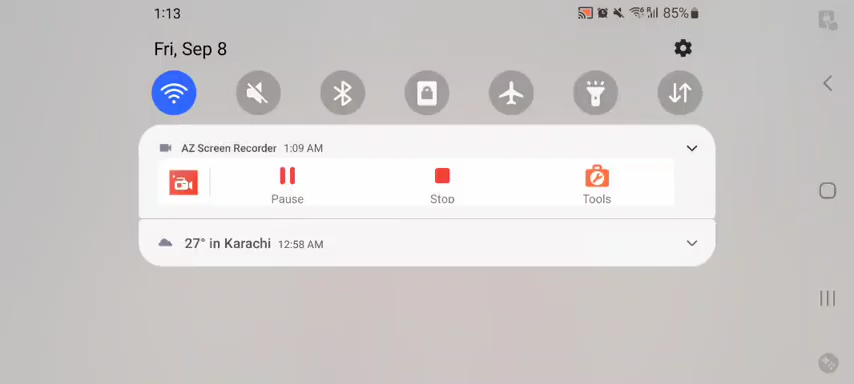 1:13
85%
Fri, Sep 8
AZ Screen Recorder 1:09 AM
Pause Stop Tools
27° in Karachi 12:58 AM